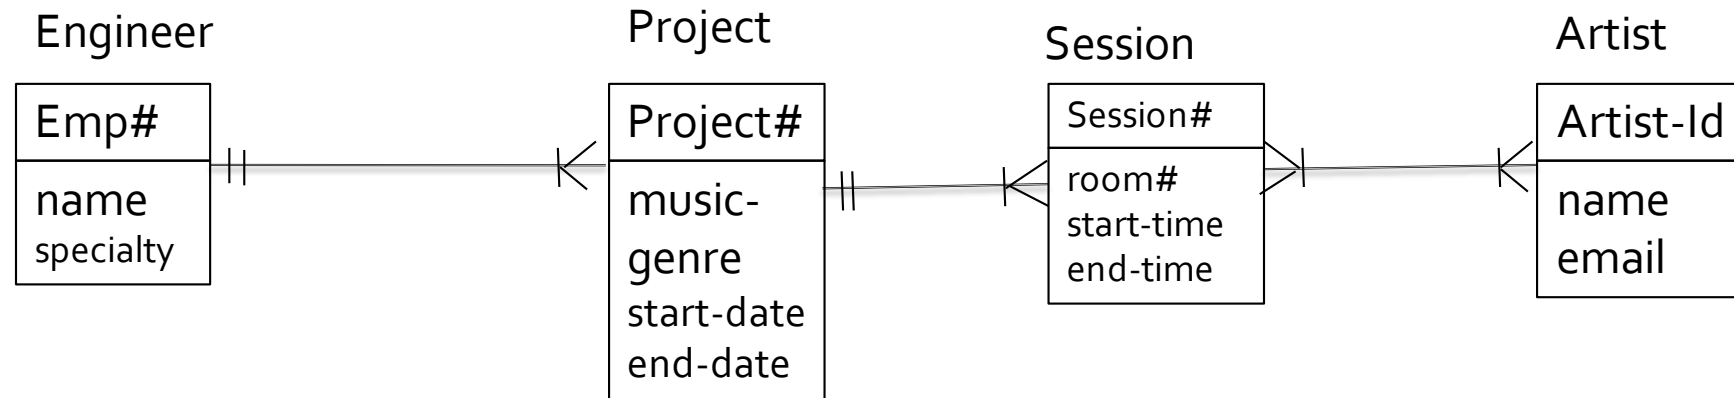 Engineer
Emp#
name
specialty
Project
Project#
music-
genre
start-date
end-date
Session
Session#
room#
start-time
end-time
Artist
Artist-Id
name
email